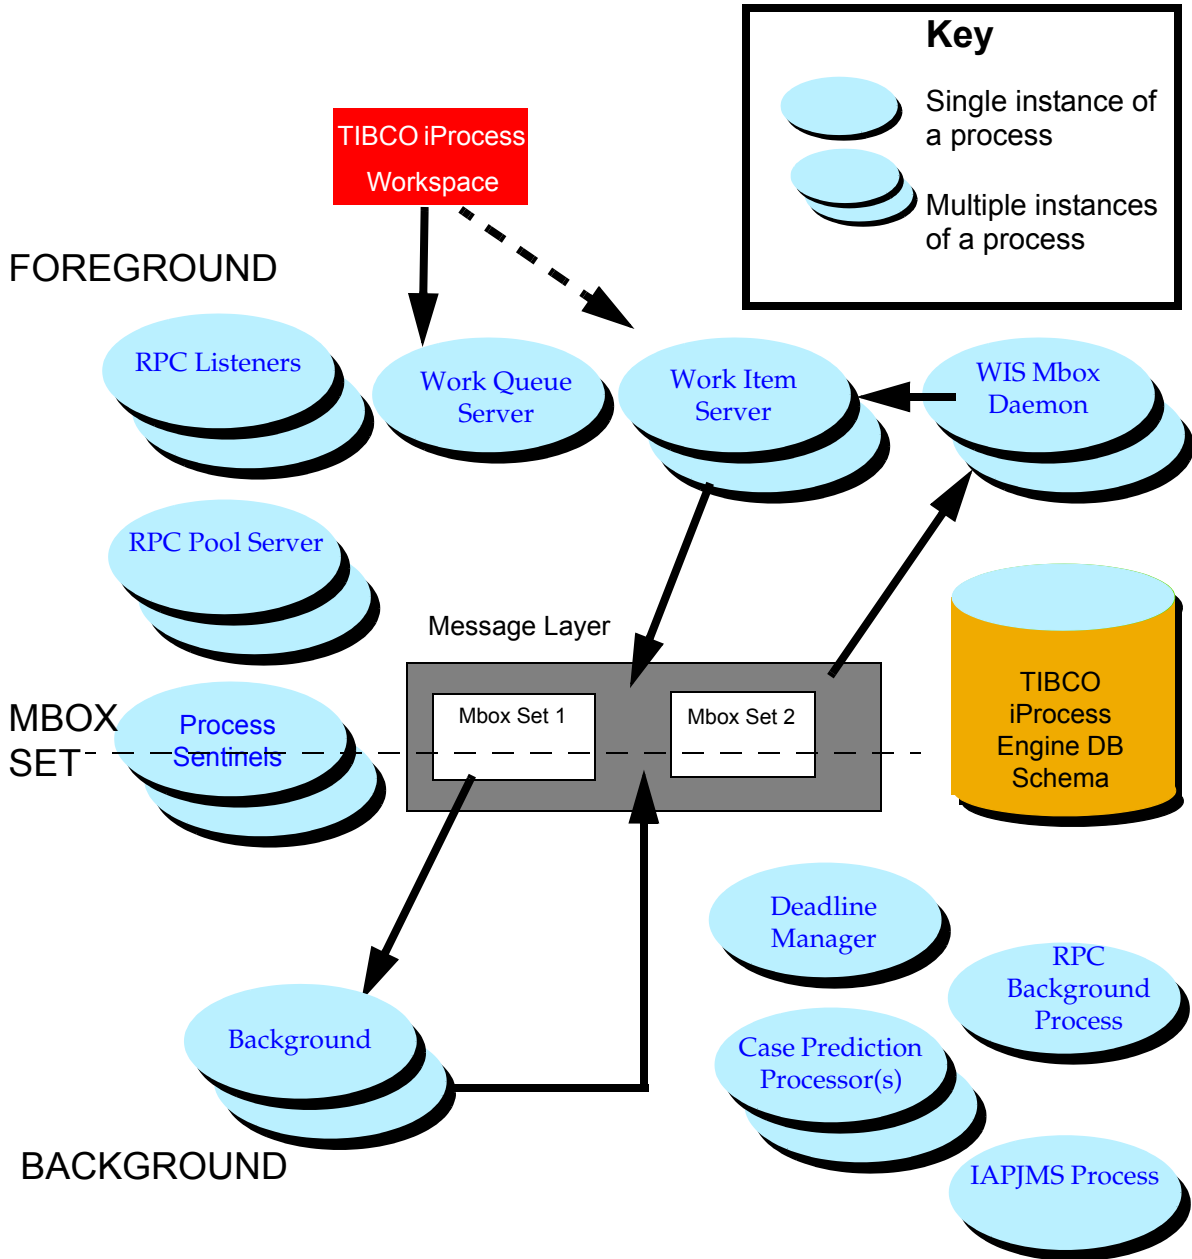 Key
Single instance of
a process
Multiple instances
of a process
TIBCO iProcess
Workspace
FOREGROUND
RPC Listeners
Work Queue
Server
Work Item
Server
WIS Mbox
Daemon
RPC Pool Server
Message Layer
MBOX
SET
Process
Sentinels
Mbox Set 1
Mbox Set 2
TIBCO
iProcess
Engine DB
Schema
Deadline
Manager
RPC
Background
Process
Background
Case Prediction
Processor(s)
BACKGROUND
IAPJMS Process